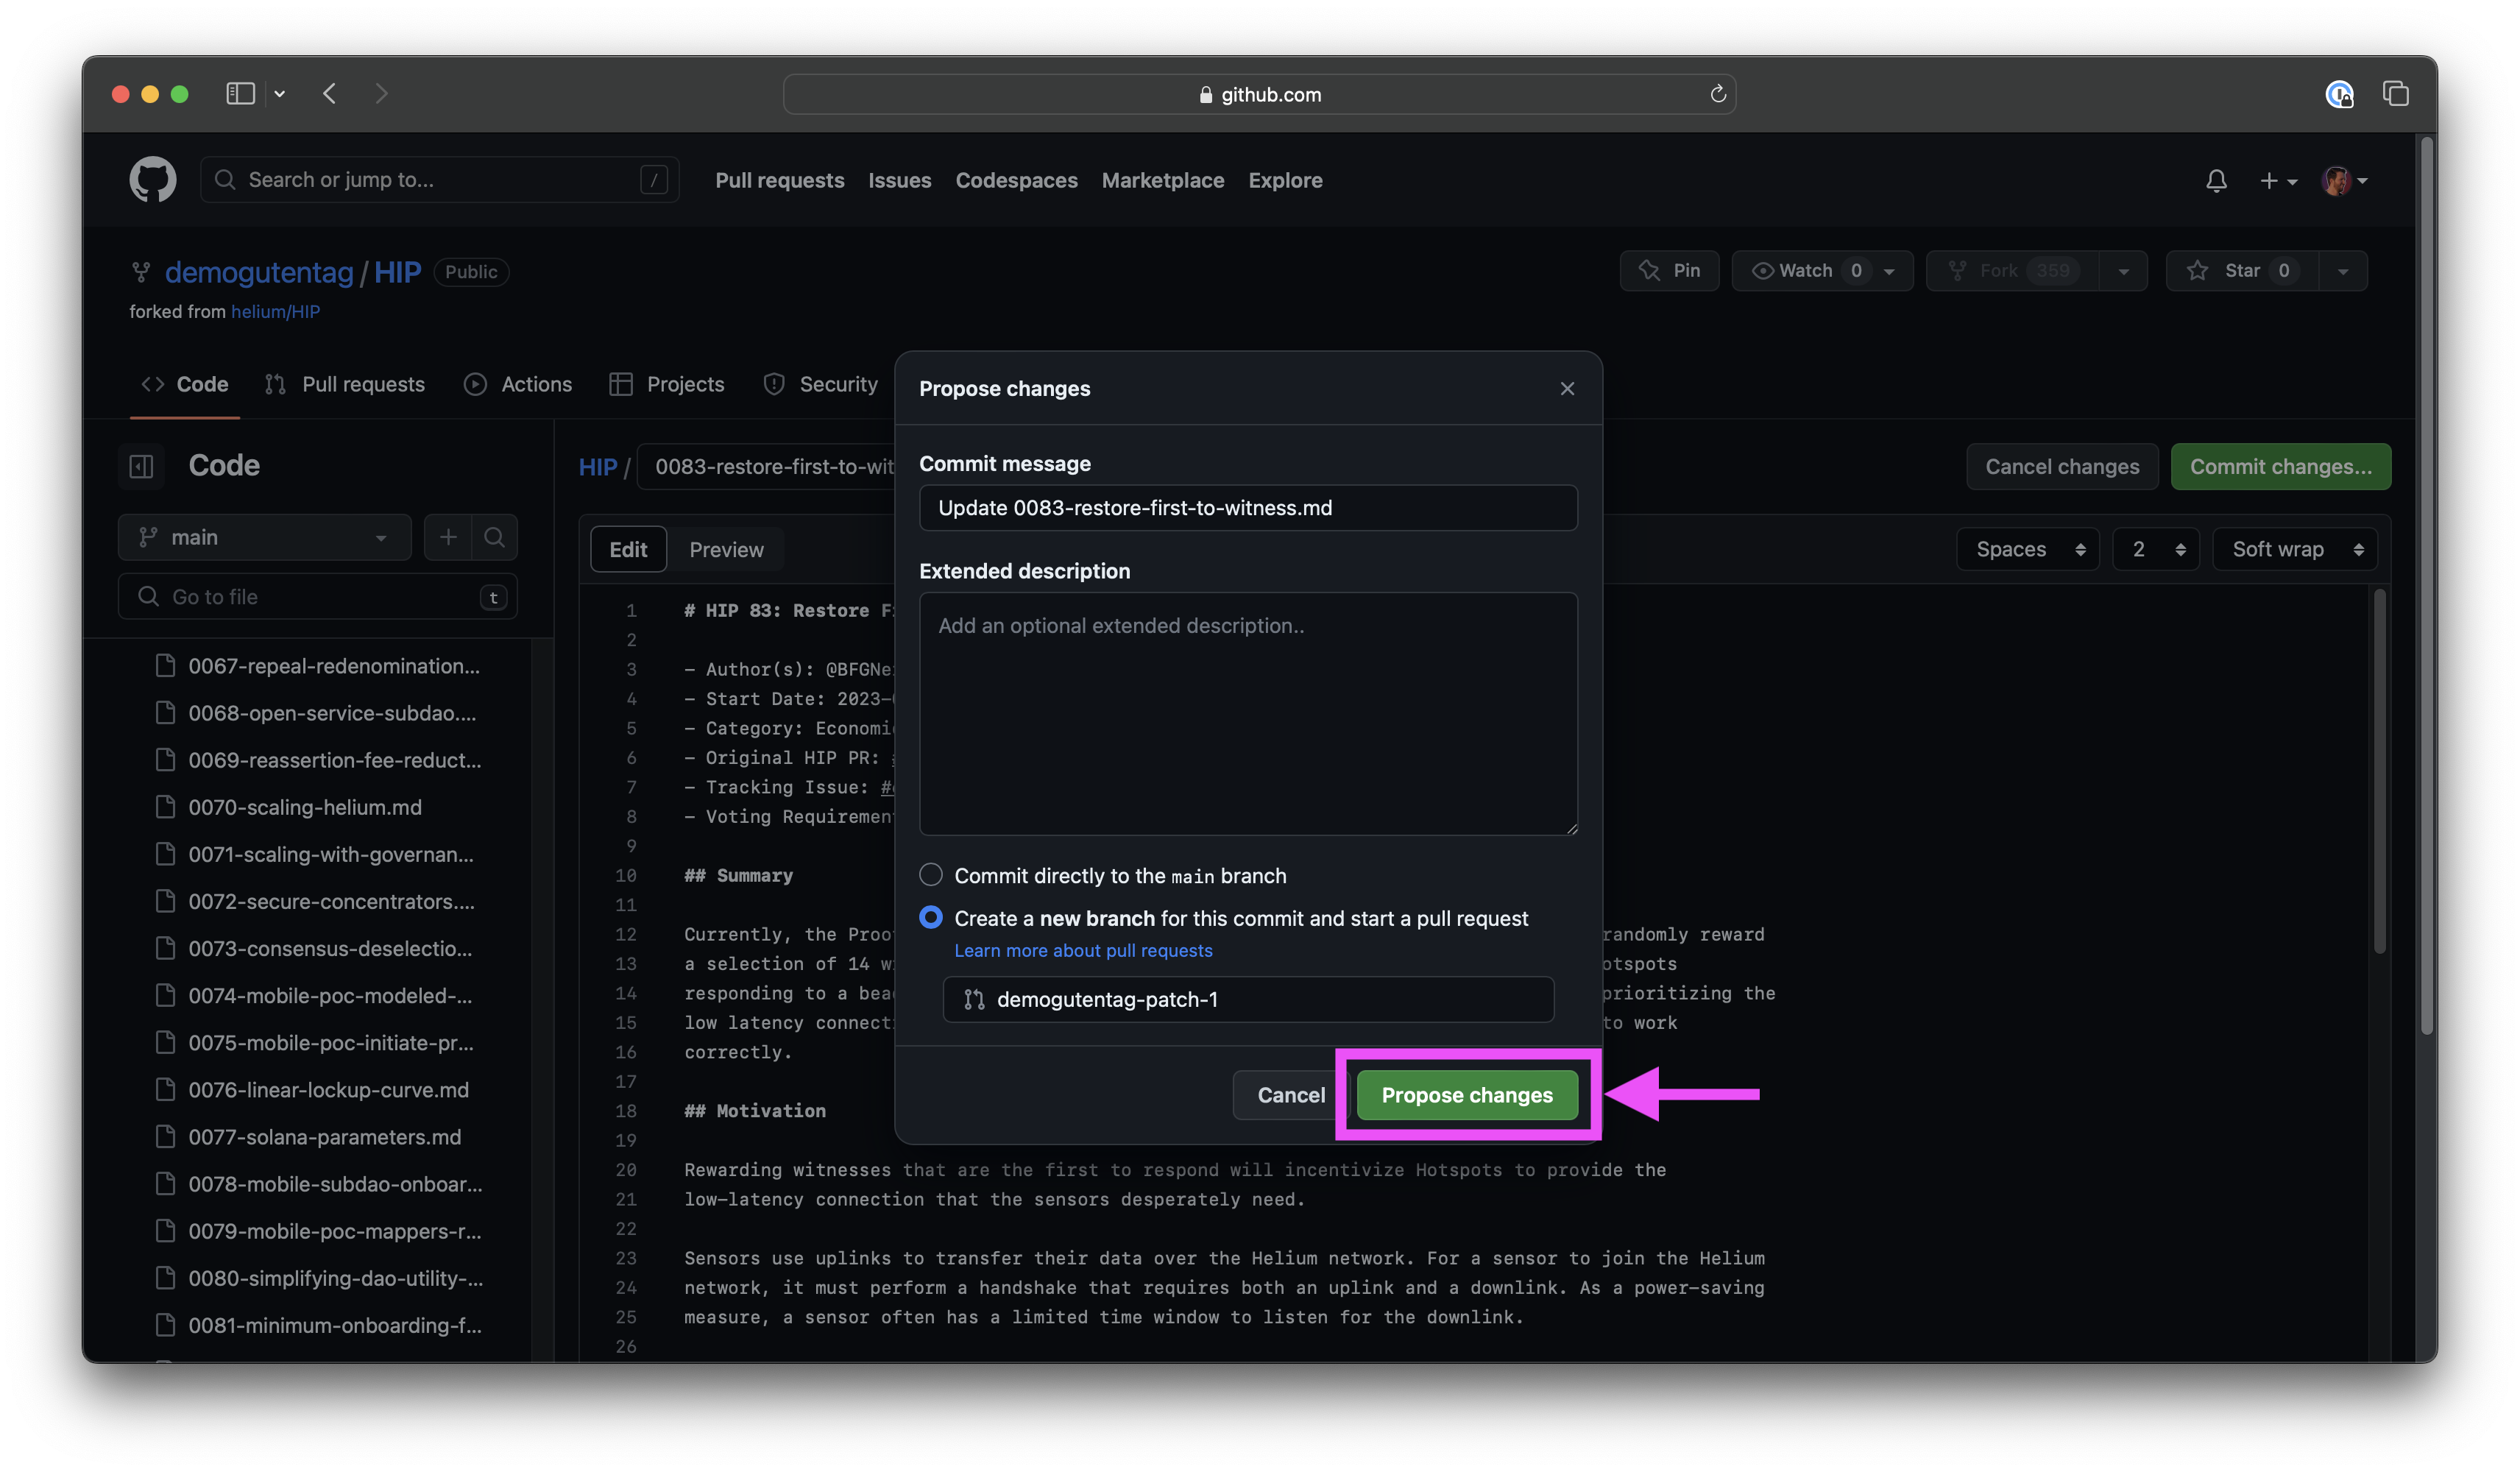 github.com
Search or jump to...
/
Pull requests
Issues
Codespaces
Marketplace
Explore
demogutentag / HIP
Public
Pin
Watch 0
Fork 359
Star 0
forked from helium/HIP
Code
Pull requests
Actions
Projects
Security
Code
main
Go to file
t
0067-repeal-redenomination...
0068-open-service-subdao....
0069-reassertion-fee-reduct...
0070-scaling-helium.md
0071-scaling-with-governan...
0072-secure-concentrators....
0073-consensus-deselectio...
0074-mobile-poc-modeled-...
0075-mobile-poc-initiate-pr...
0076-linear-lockup-curve.md
0077-solana-parameters.md
0078-mobile-subdao-onboar...
0079-mobile-poc-mappers-r...
0080-simplifying-dao-utility-...
0081-minimum-onboarding-f...
HIP /
0083-restore-first-to-wit
Cancel changes
Commit changes...
Edit
Preview
Spaces
2
Soft wrap
1 # HIP 83: Restore F
2
3 - Author(s): @BFGNe
4 - Start Date: 2023-
5 - Category: Economi
6 - Original HIP PR:
7 - Tracking Issue: #
8 - Voting Requiremen
9
10 ## Summary
11
12 Currently, the Proo randomly reward
13 a selection of 14 w otspots
14 responding to a bea prioritizing the
15 low latency connect to work
16 correctly.
17
18 ## Motivation
19
20 Rewarding witnesses that are the first to respond will incentivize Hotspots to provide the
21 low-latency connection that the sensors desperately need.
22
23 Sensors use uplinks to transfer their data over the Helium network. For a sensor to join the Helium
24 network, it must perform a handshake that requires both an uplink and a downlink. As a power-saving
25 measure, a sensor often has a limited time window to listen for the downlink.
26
Propose changes
Commit message
Update 0083-restore-first-to-witness.md
Extended description
Add an optional extended description..
Commit directly to the main branch
Create a new branch for this commit and start a pull request
Learn more about pull requests
demogutentag-patch-1
Cancel
Propose changes